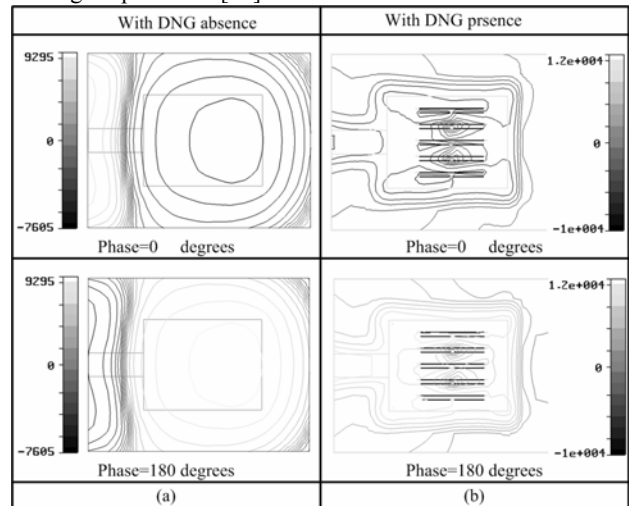 With DNG absence
With DNG prsence
9295
0
-7605
Phase=0 degrees
1.2e+004
0
-1e+004
Phase=0 degrees
9295
0
-7605
Phase=180 degrees
1.2e+004
0
-1e+004
Phase=180 degrees
(a)
(b)